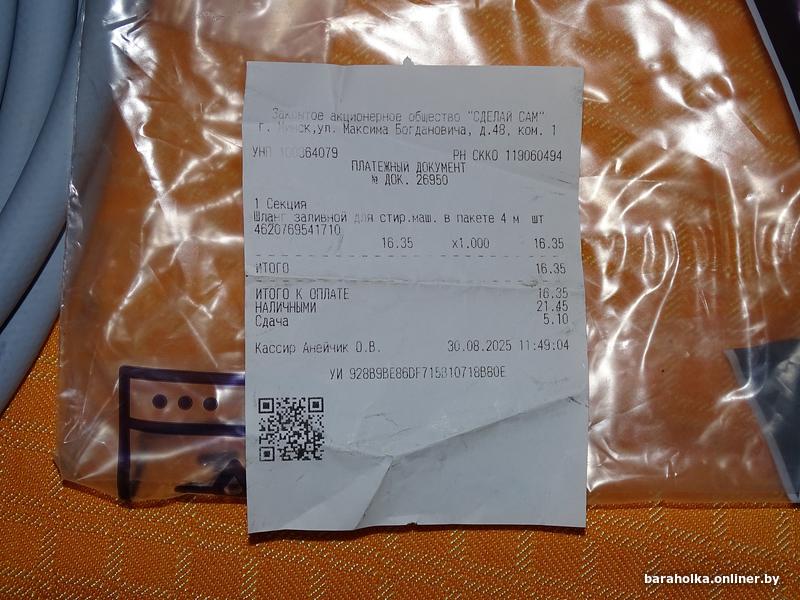 Закрытое акционерное общество "СДЕЛАЙ САМ"
г. Минск,ул. Максима Богдановича, д.48, ком. 1
УНП 100364079 РН СККО 119060494
ПЛАТЕЖНЫЙ ДОКУМЕНТ
№ ДОК. 26950
1 Секция
Шланг заливной для стир.маш. в пакете 4 м шт
4620769541710
16.35 x1.000 16.35
ИТОГО 16.35
ИТОГО К ОПЛАТЕ 16.35
НАЛИЧНЫМИ 21.45
Сдача 5.10
Кассир Анейчик О.В. 30.08.2025 11:49:04
УИ
baraholka.onliner.by